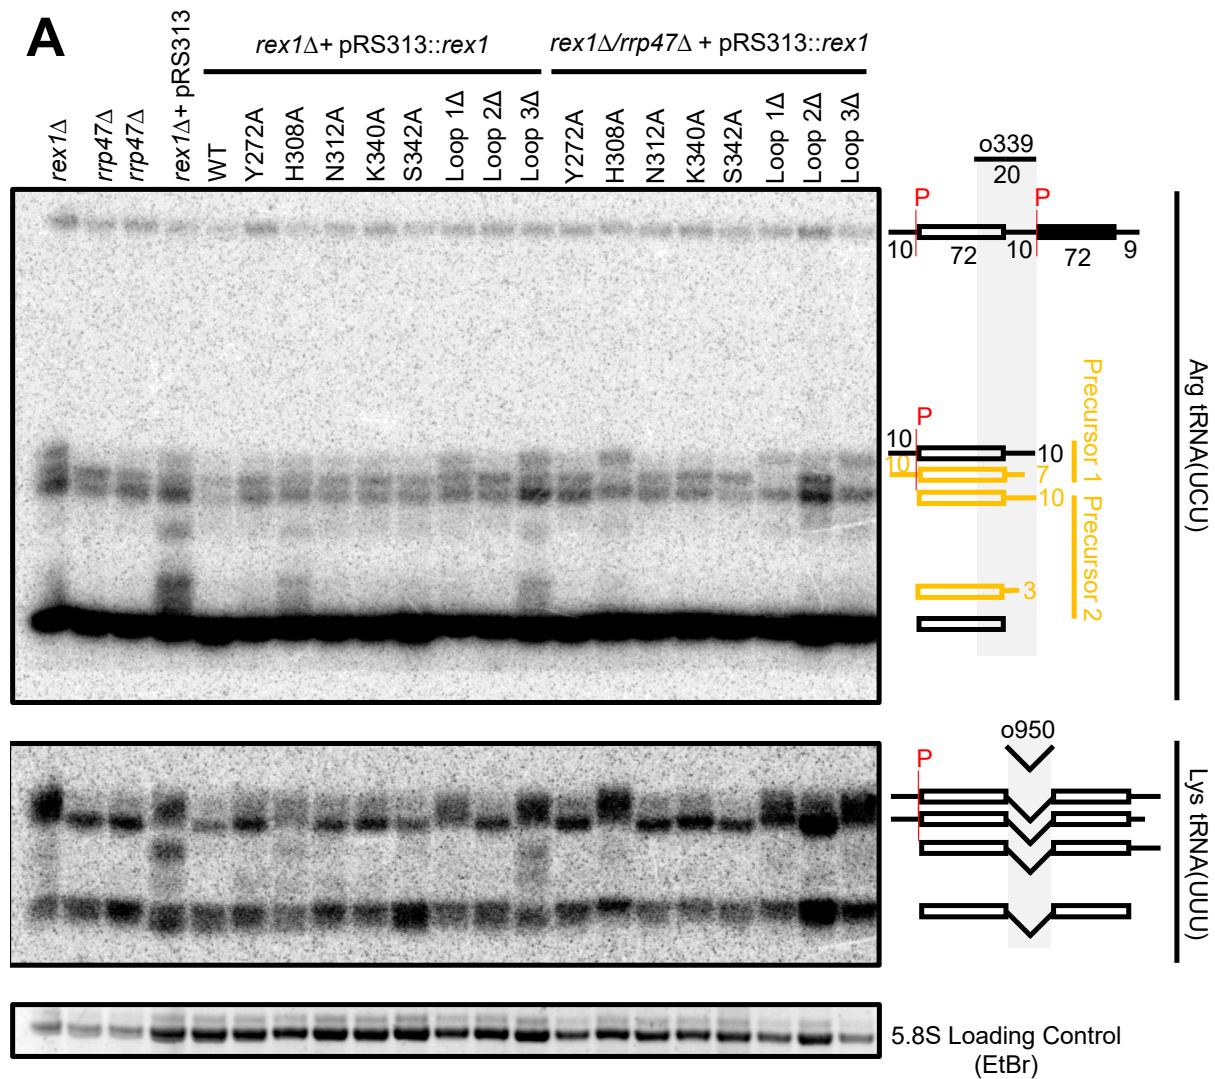 A
rex1Δ+ pRS313::rex1
rex1Δ/rrp47Δ + pRS313::rex1
rex1Δ
rrp47Δ
rrp47Δ
rex1Δ+ pRS313
WT
Y272A
H308A
N312A
K340A
S342A
Loop 1Δ
Loop 2Δ
Loop 3Δ
Y272A
H308A
N312A
K340A
S342A
Loop 1Δ
Loop 2Δ
Loop 3Δ
o339
20
P
P
10
72
10
72
9
P
10
10
10
7
10
3
Precursor 1
Precursor 2
Arg tRNA(UCU)
o950
P
Lys tRNA(UUU)
5.8S Loading Control
(EtBr)